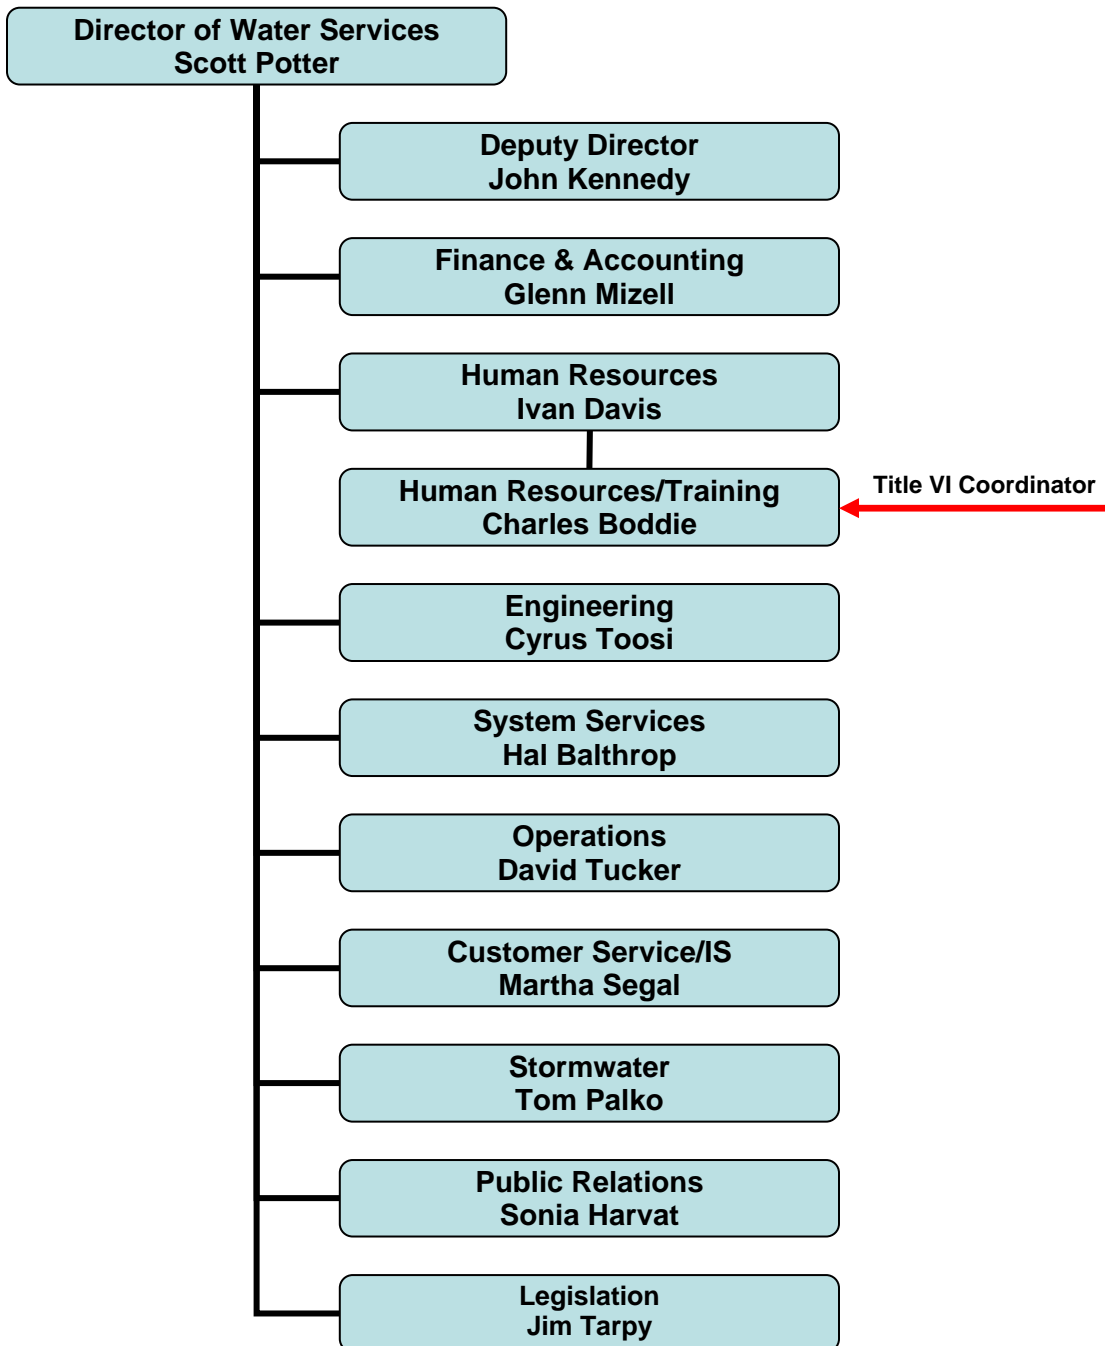 Director of Water Services
Scott Potter
Deputy Director
John Kennedy
Finance & Accounting
Glenn Mizell
Human Resources
Ivan Davis
Human Resources/Training
Charles Boddie
Title VI Coordinator
Engineering
Cyrus Toosi
System Services
Hal Balthrop
Operations
David Tucker
Customer Service/IS
Martha Segal
Stormwater
Tom Palko
Public Relations
Sonia Harvat
Legislation
Jim Tarpy